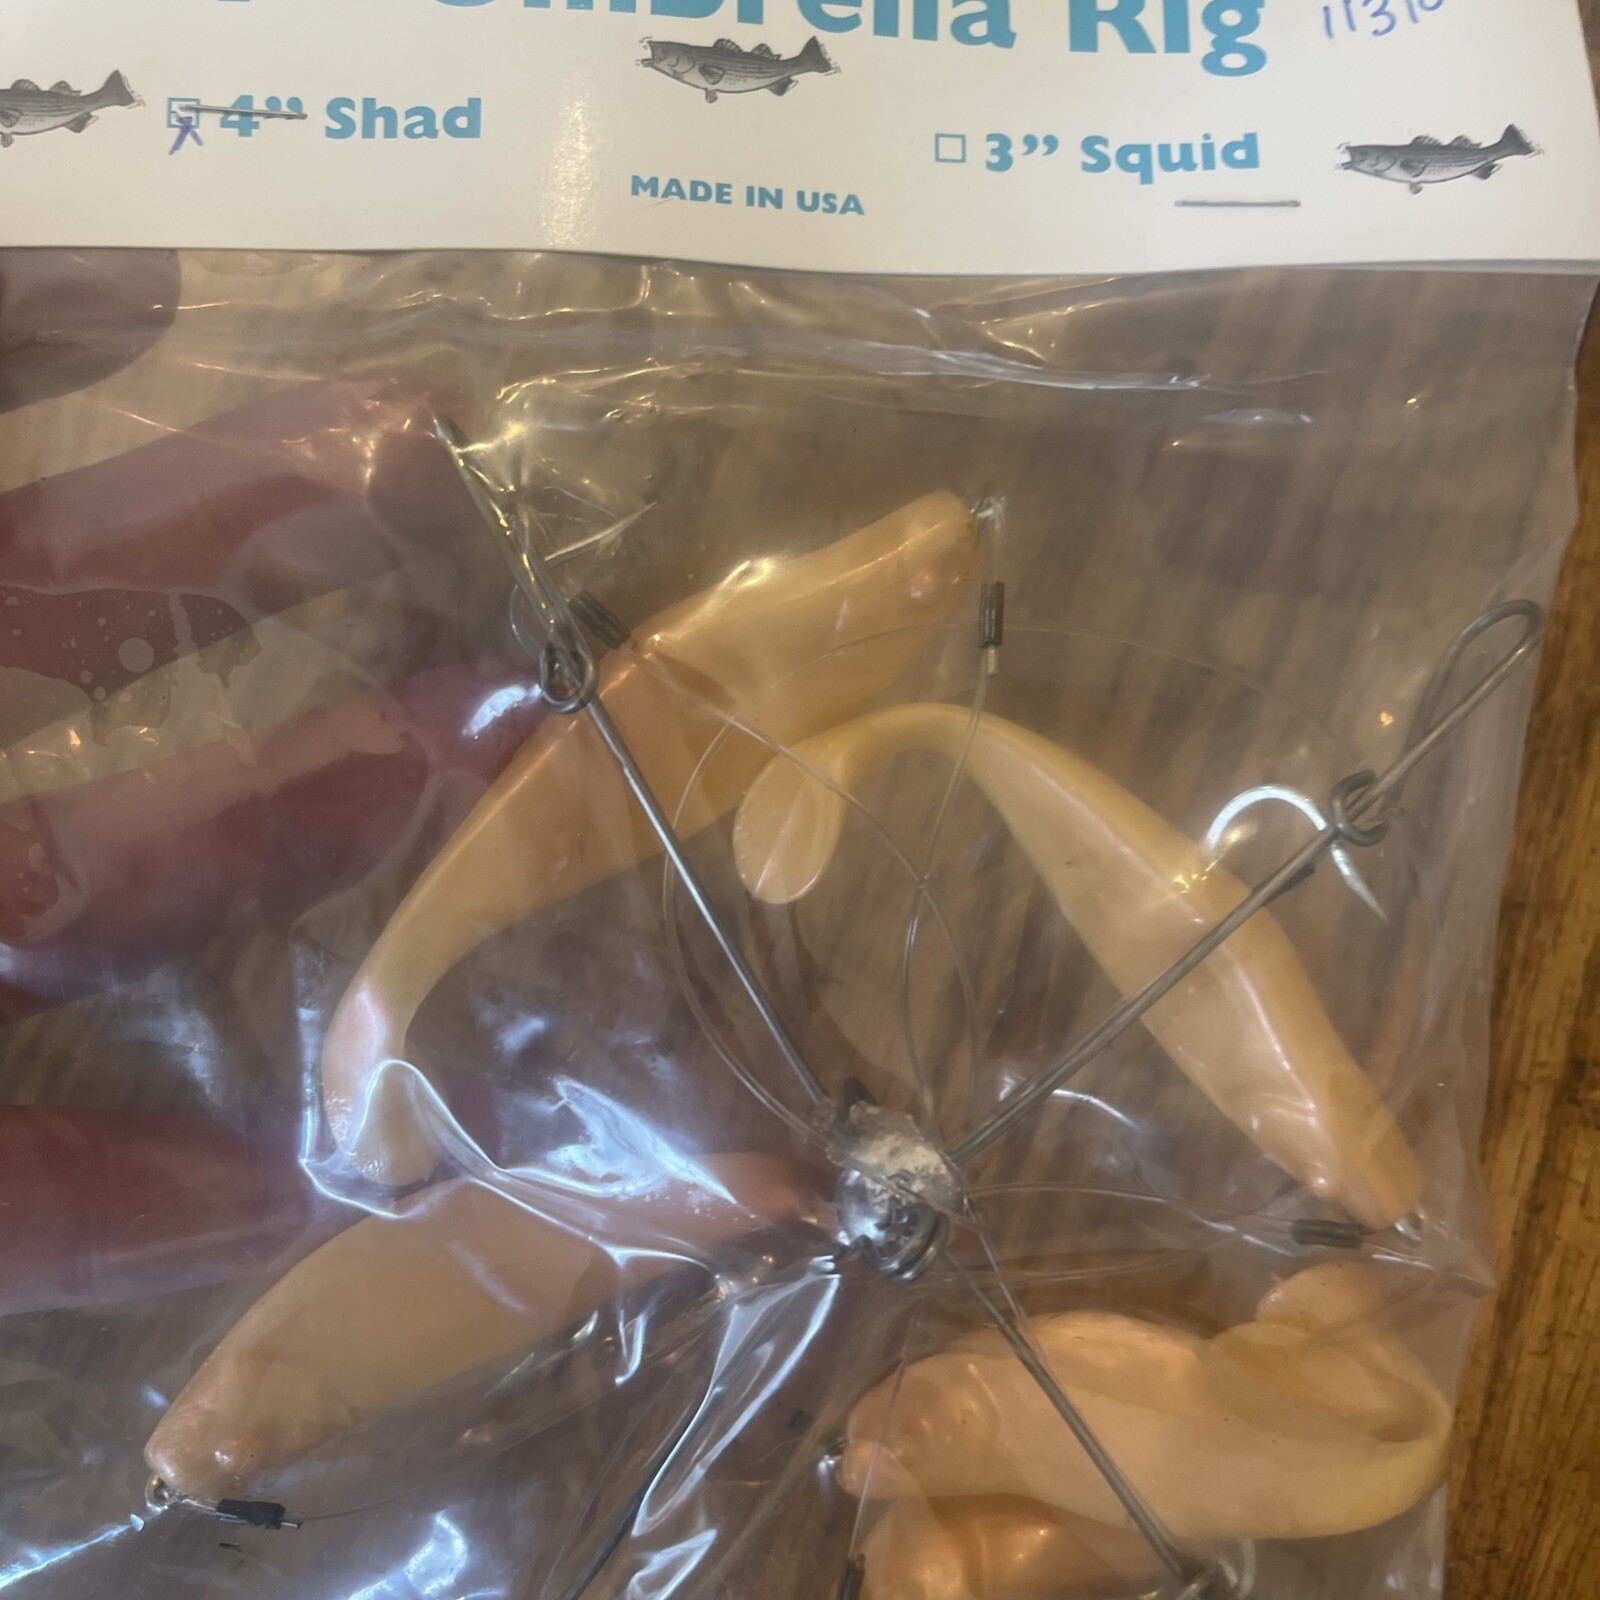 Umbrella Rig
4” Shad
3” Squid
MADE IN USA